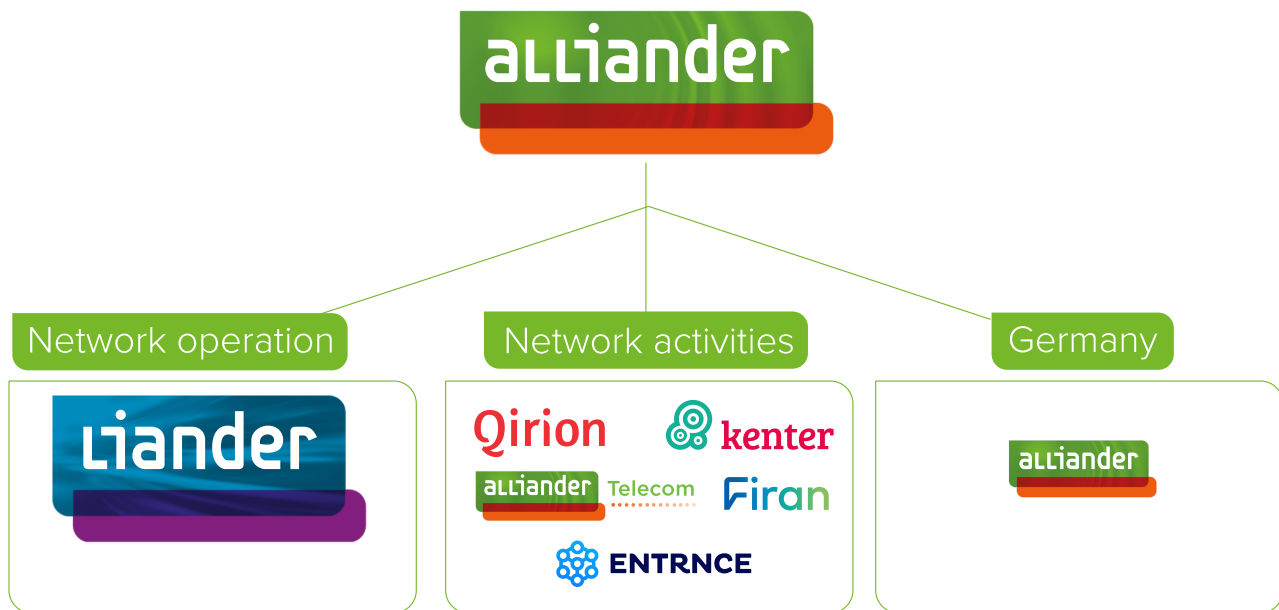 alliander
Network operation
Network activities
Germany
Liander
Qirion
kenter
alliander Telecom
Firan
ENTRNCE
alliander